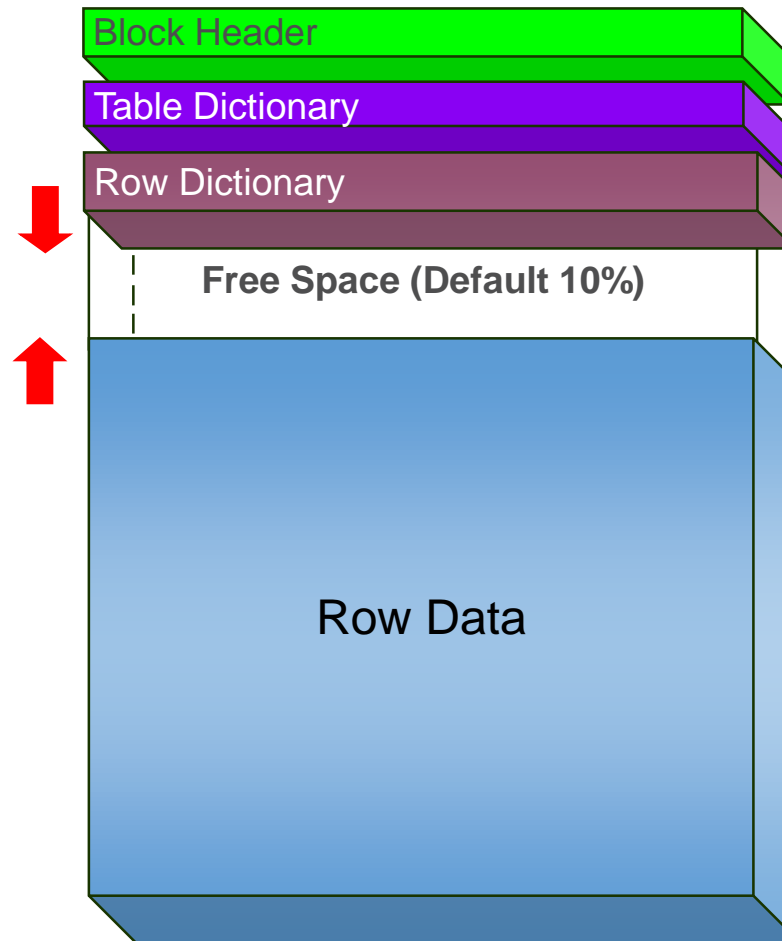 Block Header
Table Dictionary
Row Dictionary
Free Space (Default 10%)
Row Data